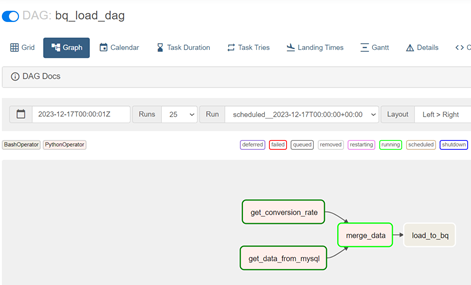 DAG: bq_load_dag
Grid Graph Calendar Task Duration Task Tries Landing Times Gantt Details <> C
DAG Docs
2023-12-17T00:00:01Z Runs 25 Run scheduled__2023-12-17T00:00:00+00:00 Layout Left > Right
BashOperator PythonOperator deferred failed queued removed restarting running scheduled shutdown
get_conversion_rate
merge_data load_to_bq
get_data_from_mysql